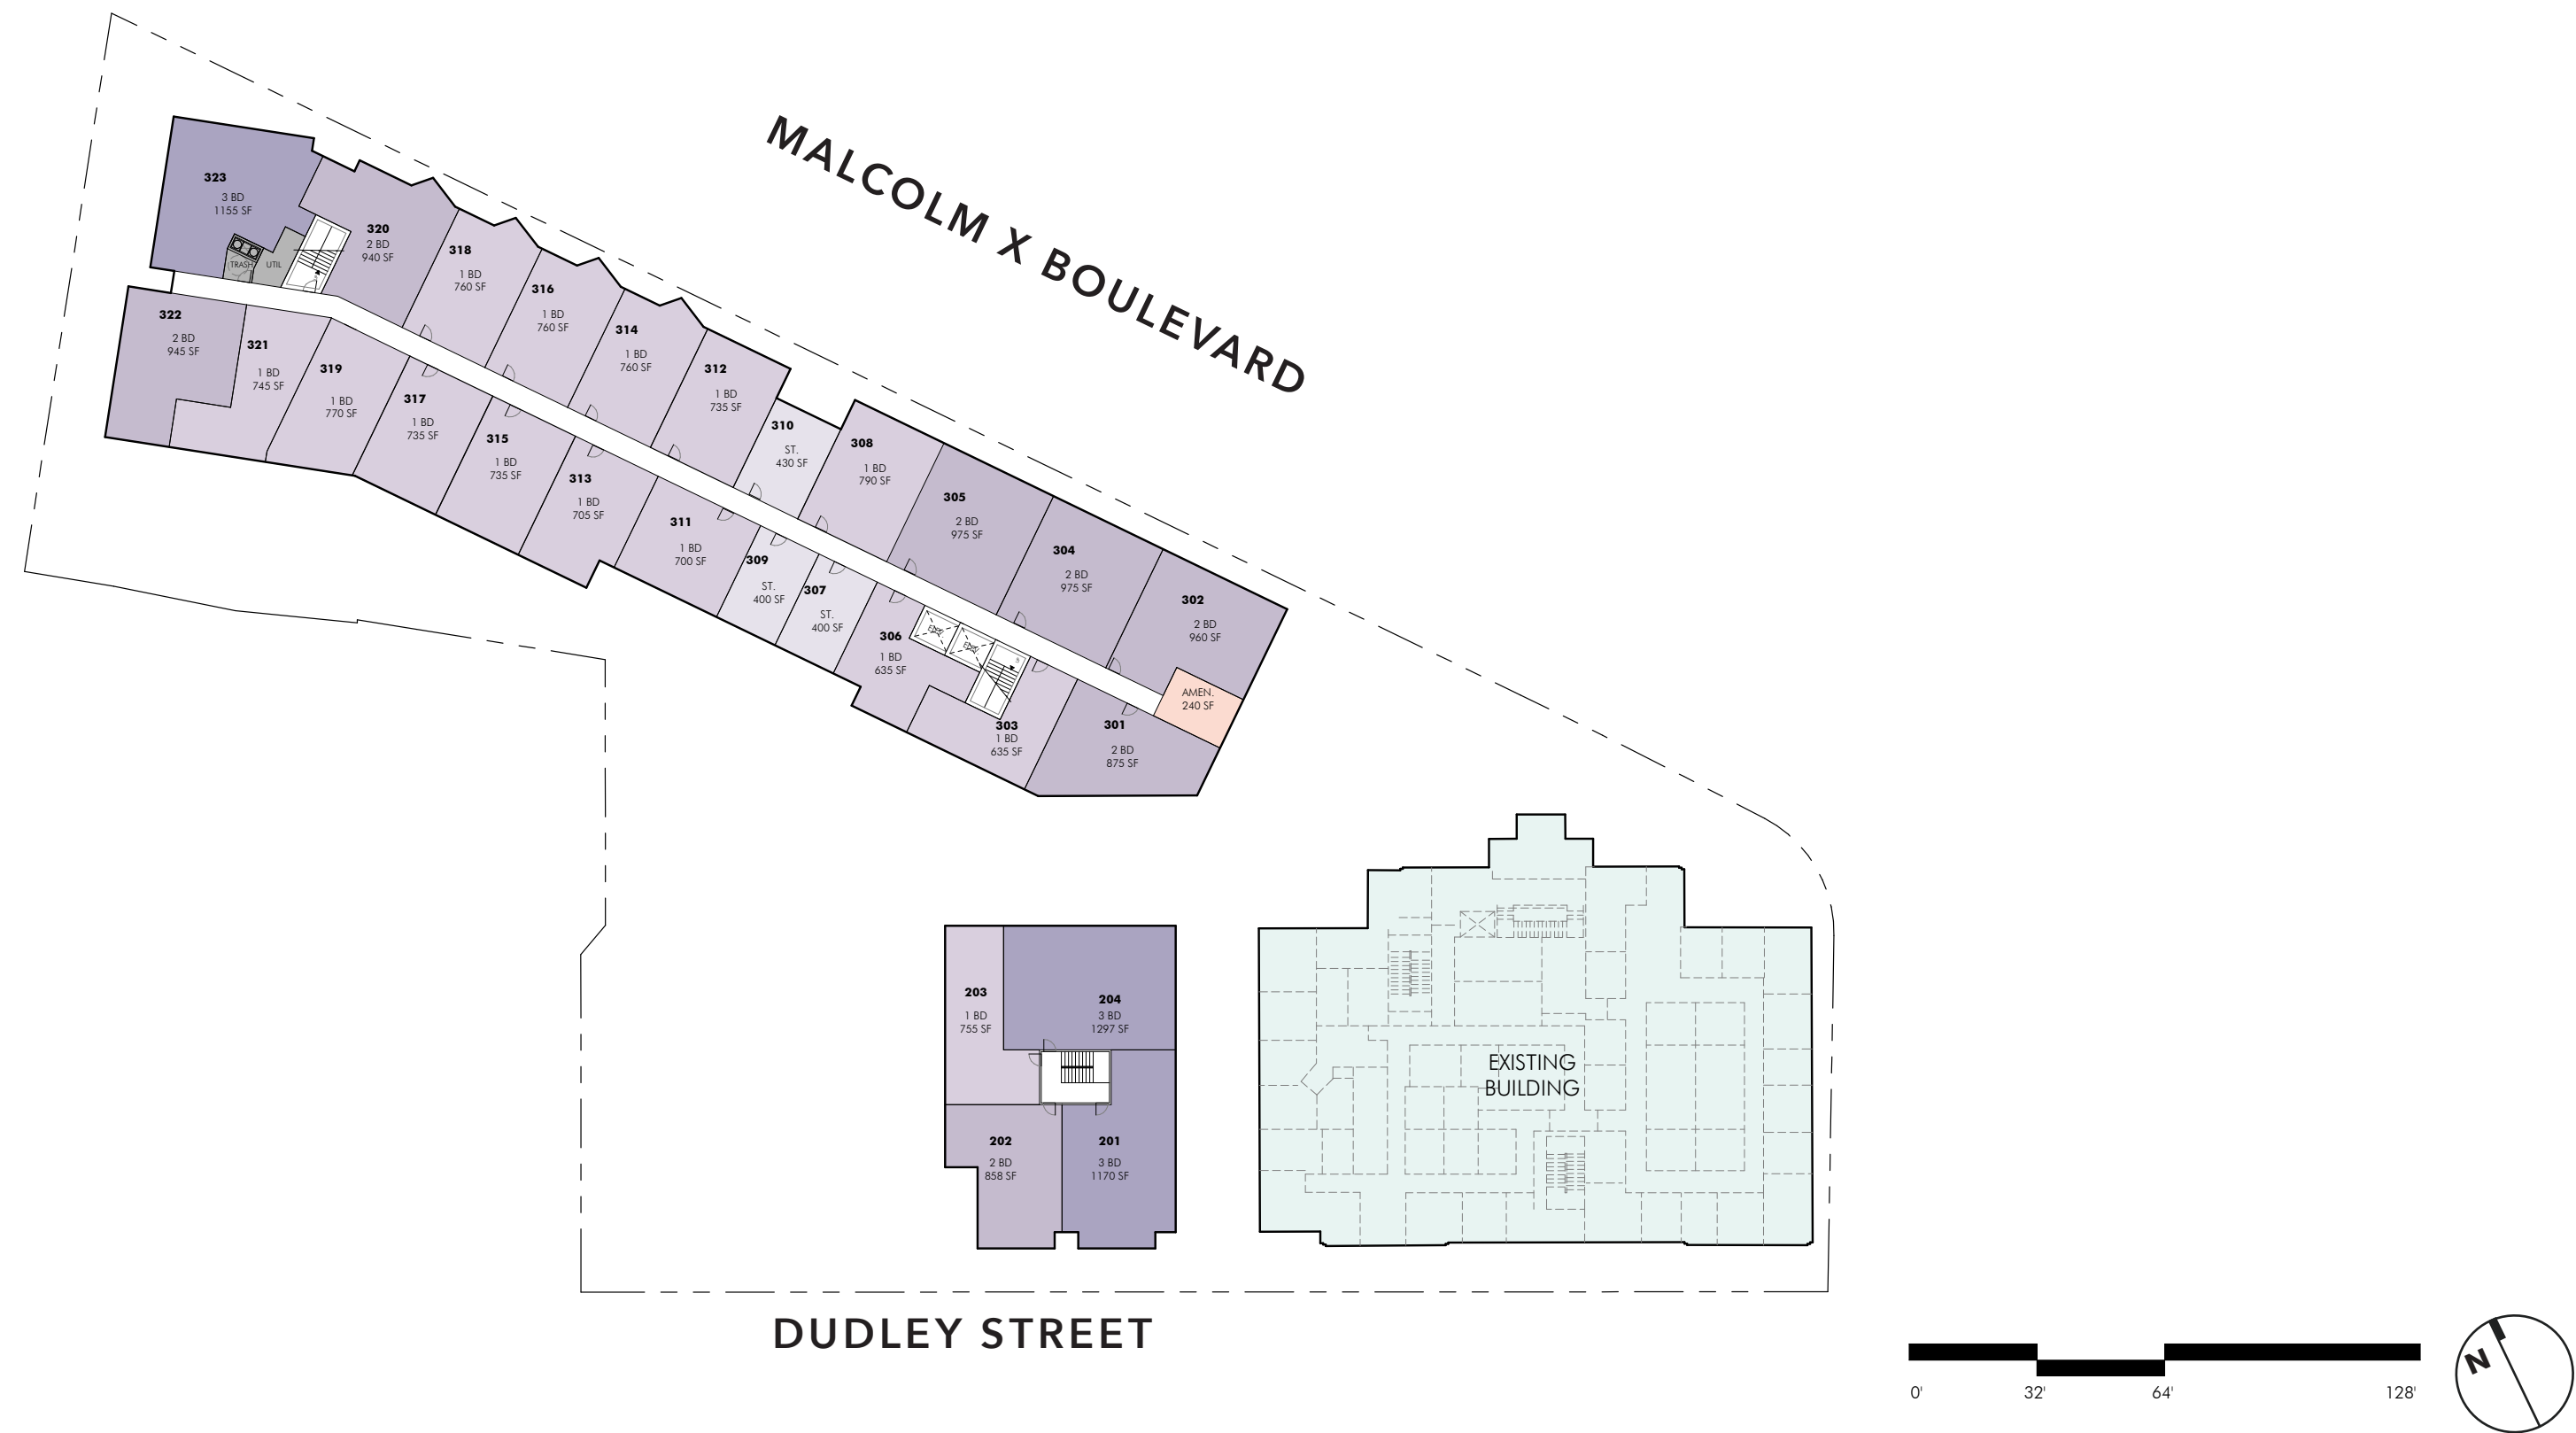 MALCOLM X BOULEVARD
323
3 BD
1155 SF
TRASH
UTIL
320
2 BD
940 SF
318
1 BD
760 SF
316
1 BD
760 SF
314
1 BD
760 SF
312
1 BD
735 SF
310
ST.
430 SF
308
1 BD
790 SF
305
2 BD
975 SF
304
2 BD
975 SF
302
2 BD
960 SF
AMEN.
240 SF
322
2 BD
945 SF
321
1 BD
745 SF
319
1 BD
770 SF
317
1 BD
735 SF
315
1 BD
735 SF
313
1 BD
705 SF
311
1 BD
700 SF
309
ST.
400 SF
307
ST.
400 SF
306
1 BD
635 SF
303
1 BD
635 SF
301
2 BD
875 SF
203
1 BD
755 SF
204
3 BD
1297 SF
202
2 BD
858 SF
201
3 BD
1170 SF
EXISTING
BUILDING
DUDLEY STREET
0' 32' 64' 128'
N